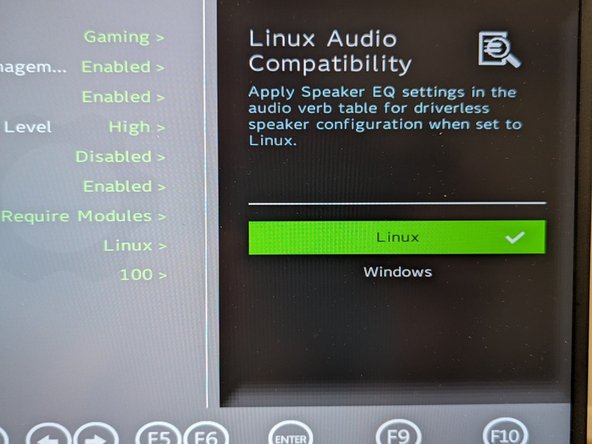 Gaming >
nagem... Enabled >
Enabled >
Level High >
Disabled >
Enabled >
Require Modules >
Linux >
100 >
Linux Audio
Compatibility
Apply Speaker EQ settings in the
audio verb table for driverless
speaker configuration when set to
Linux.
Linux
Windows
F5 F6 ENTER F9 F10